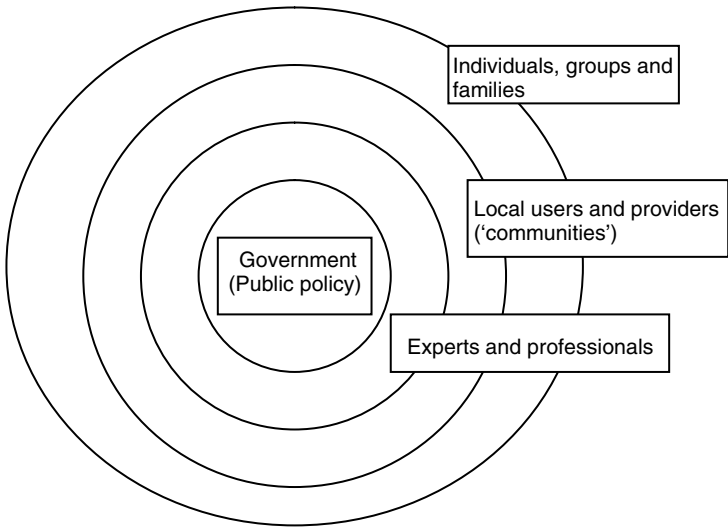 Individuals, groups and
families
Local users and providers
(‘communities’)
Government
(Public policy)
Experts and professionals